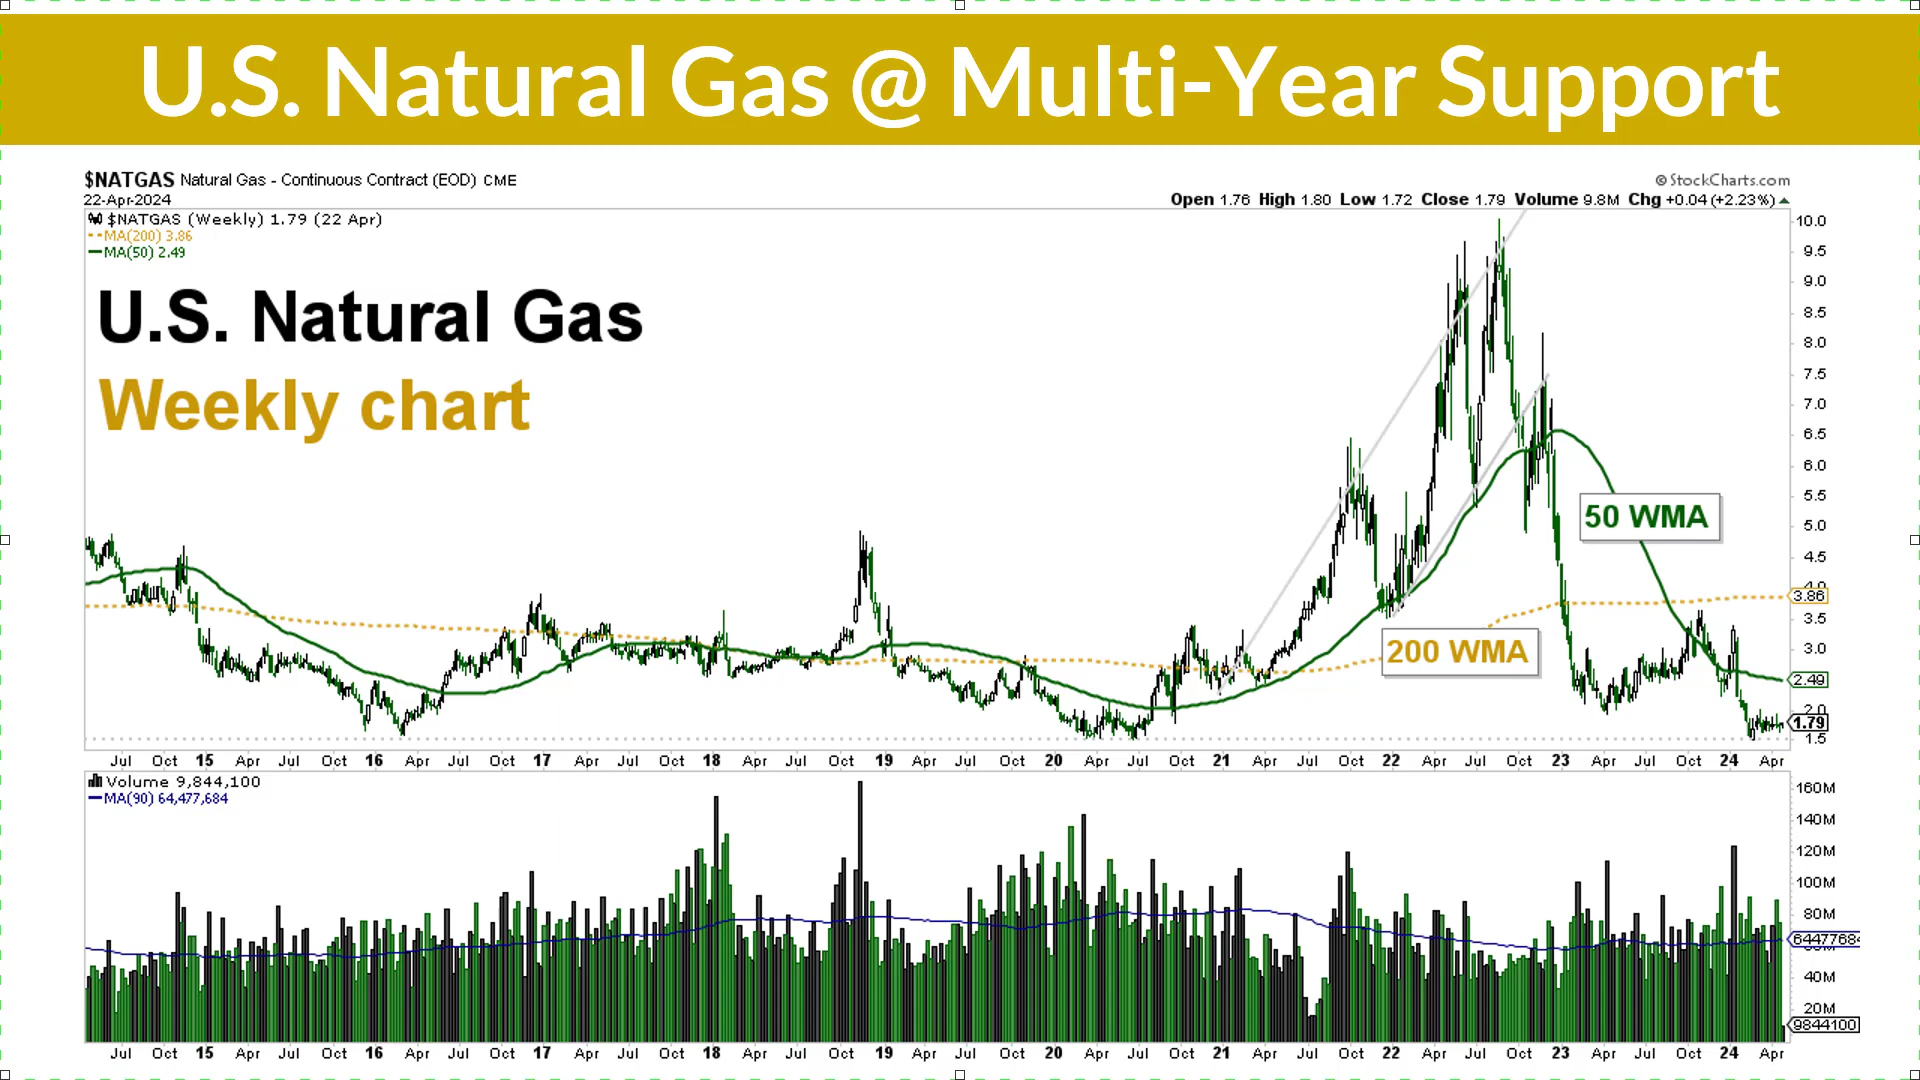 U.S. Natural Gas @ Multi-Year Support
$NATGAS Natural Gas - Continuous Contract (EOD) CME
© StockCharts.com
22-Apr-2024
Open 1.76 High 1.80 Low 1.72 Close 1.79 Volume 9.8M Chg +0.04 (+2.23%)
$NATGAS (Weekly) 1.79 (22 Apr)
MA(200) 3.86
MA(50) 2.49
U.S. Natural Gas
Weekly chart
10.0
9.5
9.0
8.5
8.0
7.5
7.0
6.5
6.0
5.5
5.0
4.5
4.0
3.86
3.5
3.0
2.49
2.0
1.79
1.5
50 WMA
200 WMA
Jul Oct 15 Apr Jul Oct 16 Apr Jul Oct 17 Apr Jul Oct 18 Apr Jul Oct 19 Apr Jul Oct 20 Apr Jul Oct 21 Apr Jul Oct 22 Apr Jul Oct 23 Apr Jul Oct 24 Apr
Volume 9,844,100
MA(90) 64,477,684
160M
140M
120M
100M
80M
64477684
40M
20M
9844100
Jul Oct 15 Apr Jul Oct 16 Apr Jul Oct 17 Apr Jul Oct 18 Apr Jul Oct 19 Apr Jul Oct 20 Apr Jul Oct 21 Apr Jul Oct 22 Apr Jul Oct 23 Apr Jul Oct 24 Apr